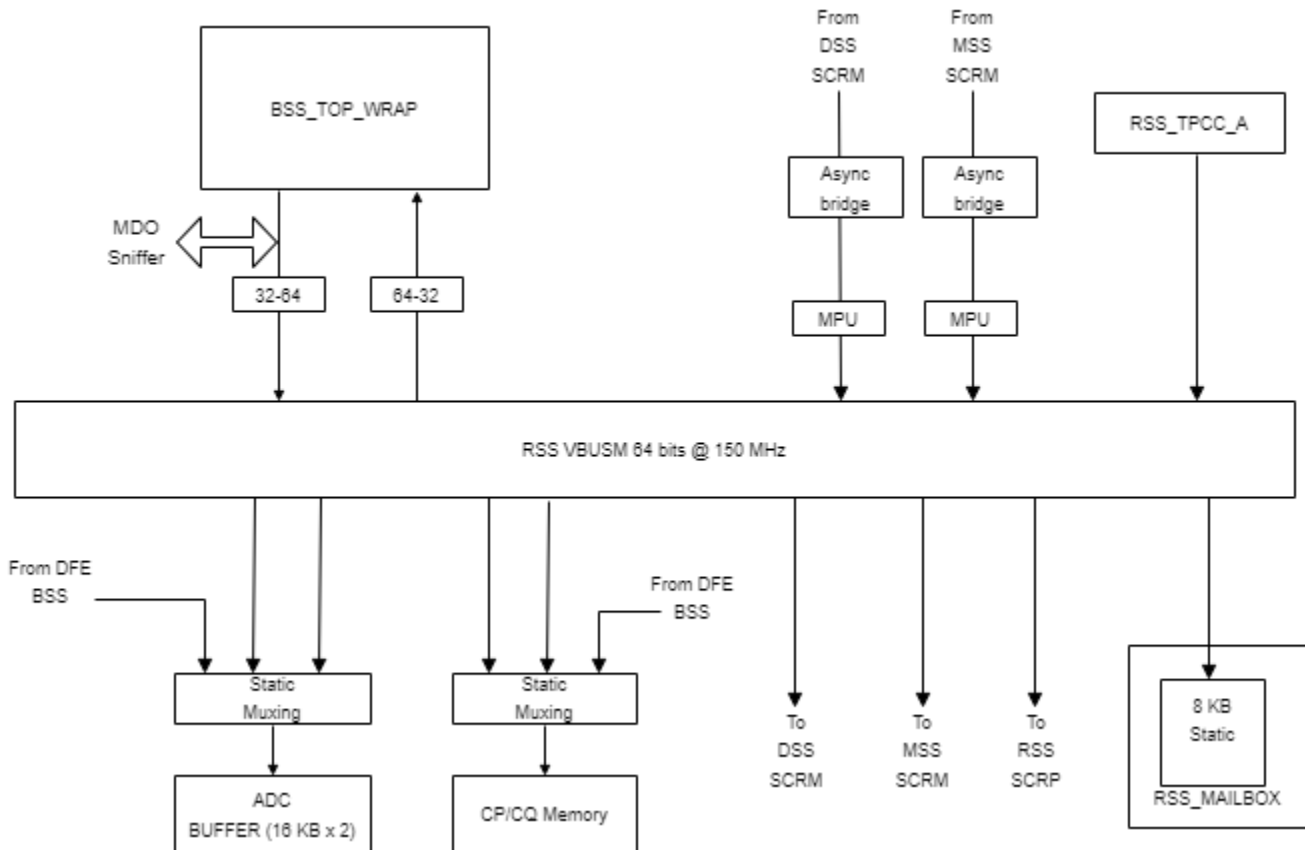 From
DSS
SCRM
From
MSS
SCRM
BSS_TOP_WRAP
RSS_TPCC_A
Async
bridge
Async
bridge
MDO
Sniffer
32-64
64-32
MPU
MPU
RSS VBUSM 64 bits @ 150 MHz
From DFE
BSS
From DFE
BSS
Static
Muxing
Static
Muxing
To
DSS
SCRM
To
MSS
SCRM
To
RSS
SCRP
8 KB
Static
RSS_MAILBOX
ADC
BUFFER (16 KB x 2)
CP/CQ Memory